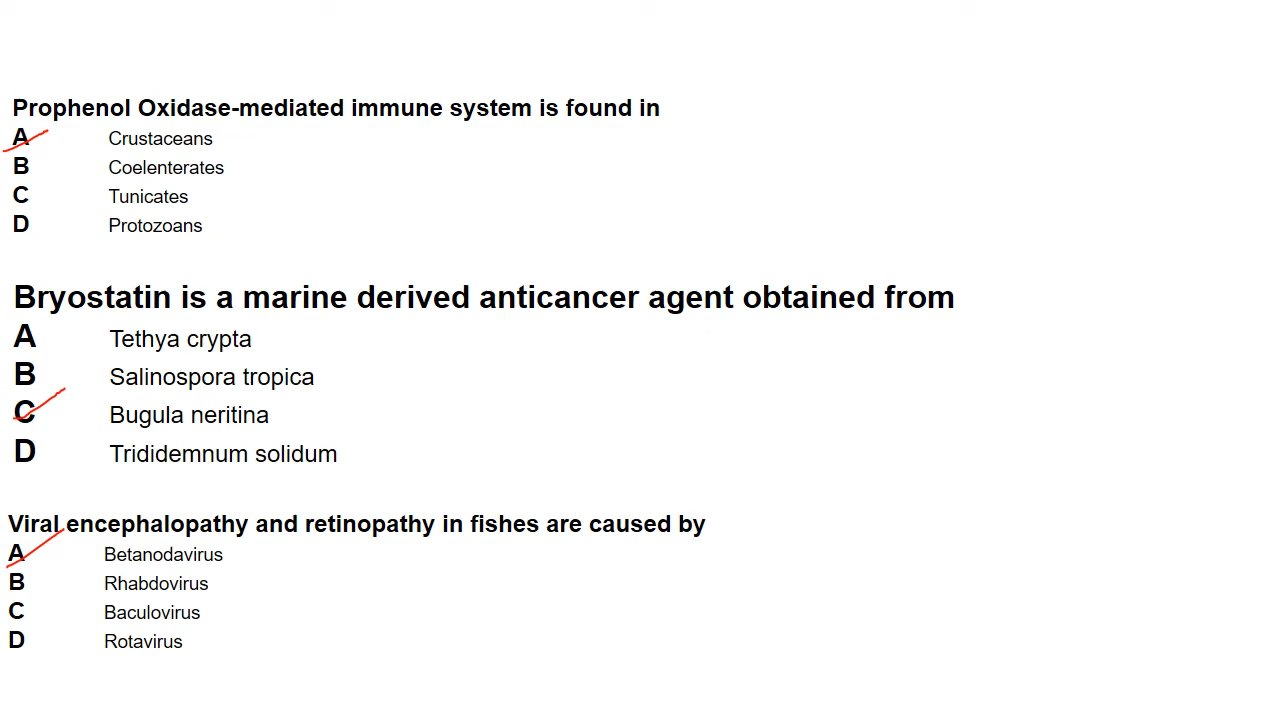 Prophenol Oxidase-mediated immune system is found in
A Crustaceans
B Coelenterates
C Tunicates
D Protozoans
Bryostatin is a marine derived anticancer agent obtained from
A Tethya crypta
B Salinospora tropica
C Bugula neritina
D Trididemnum solidum
Viral encephalopathy and retinopathy in fishes are caused by
A Betanodavirus
B Rhabdovirus
C Baculovirus
D Rotavirus